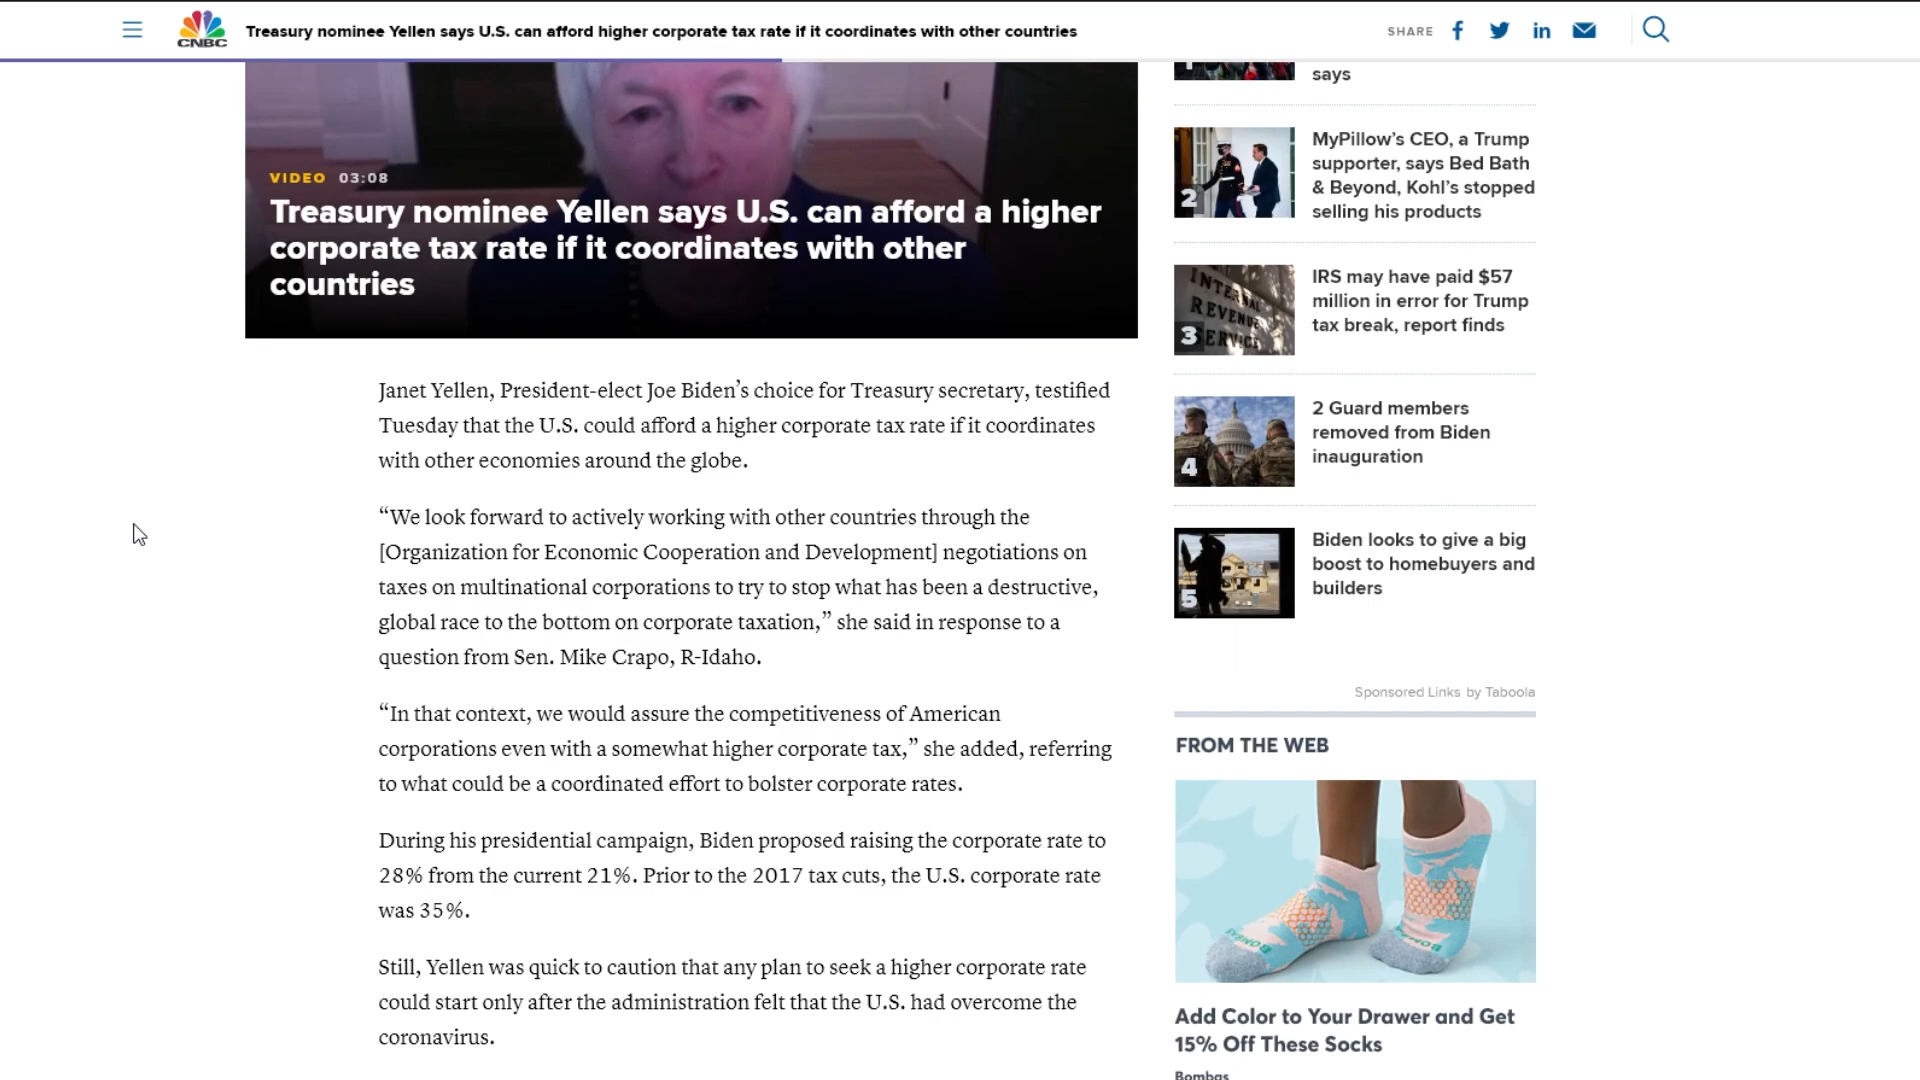 CNBC
Treasury nominee Yellen says U.S. can afford higher corporate tax rate if it coordinates with other countries
SHARE
VIDEO 03:08
Treasury nominee Yellen says U.S. can afford a higher
corporate tax rate if it coordinates with other
countries
Janet Yellen, President-elect Joe Biden’s choice for Treasury secretary, testified
Tuesday that the U.S. could afford a higher corporate tax rate if it coordinates
with other economies around the globe.
“We look forward to actively working with other countries through the
[Organization for Economic Cooperation and Development] negotiations on
taxes on multinational corporations to try to stop what has been a destructive,
global race to the bottom on corporate taxation,” she said in response to a
question from Sen. Mike Crapo, R-Idaho.
“In that context, we would assure the competitiveness of American
corporations even with a somewhat higher corporate tax,” she added, referring
to what could be a coordinated effort to bolster corporate rates.
During his presidential campaign, Biden proposed raising the corporate rate to
28% from the current 21%. Prior to the 2017 tax cuts, the U.S. corporate rate
was 35%.
Still, Yellen was quick to caution that any plan to seek a higher corporate rate
could start only after the administration felt that the U.S. had overcome the
coronavirus.
says
2
MyPillow’s CEO, a Trump
supporter, says Bed Bath
& Beyond, Kohl’s stopped
selling his products
INTERNAL
REVENUE
SERVICE
3
IRS may have paid $57
million in error for Trump
tax break, report finds
4
2 Guard members
removed from Biden
inauguration
5
Biden looks to give a big
boost to homebuyers and
builders
Sponsored Links by Taboola
FROM THE WEB
BOMBAS
BOMBAS
Add Color to Your Drawer and Get
15% Off These Socks
Bombas